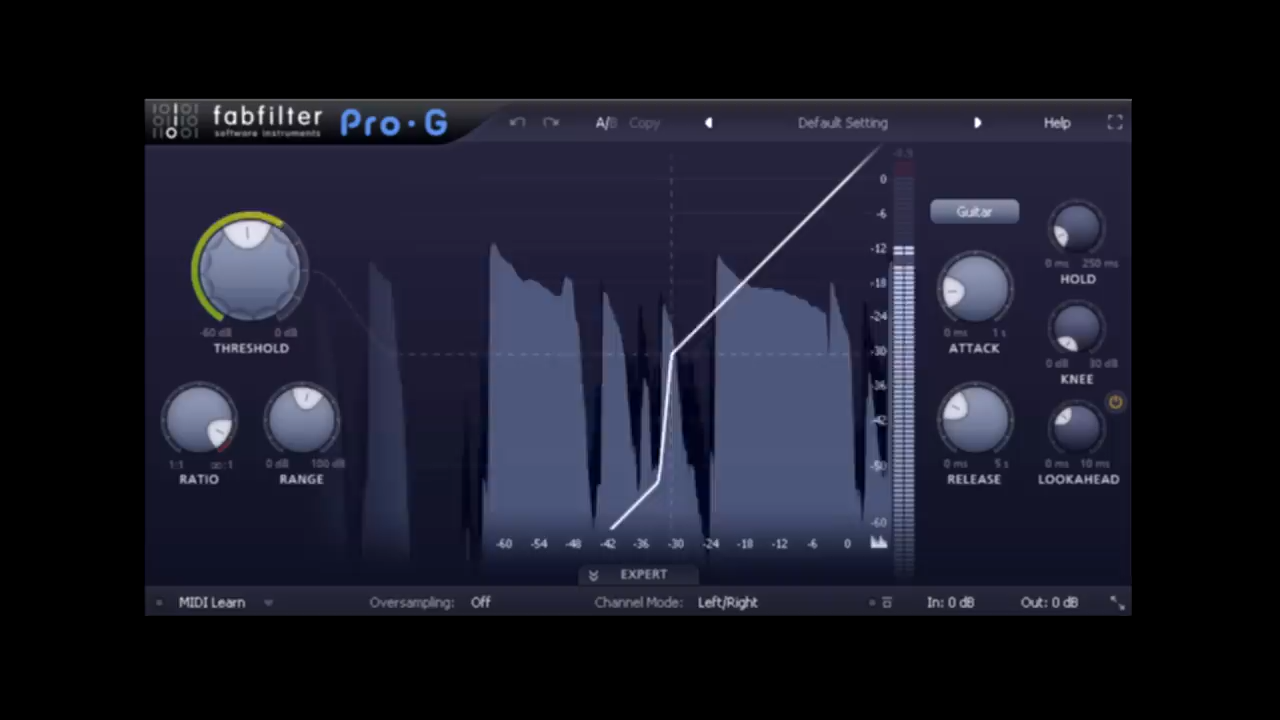 fabfilter Pro·G
software instruments
A/B Copy Default Setting Help
-9.9
0
-6
-12
-18
-24
-30
-36
-42
-50
-60
-60 -54 -48 -42 -36 -30 -24 -18 -12 -6 0
-60 dB 0 dB
THRESHOLD
1:1 ∞:1
RATIO
0 dB 100 dB
RANGE
Guitar
0 ms 250 ms
HOLD
0 ms 1 s
ATTACK
0 dB 30 dB
KNEE
0 ms 5 s
RELEASE
0 ms 10 ms
LOOKAHEAD
EXPERT
MIDI Learn Oversampling: Off Channel Mode: Left/Right In: 0 dB Out: 0 dB